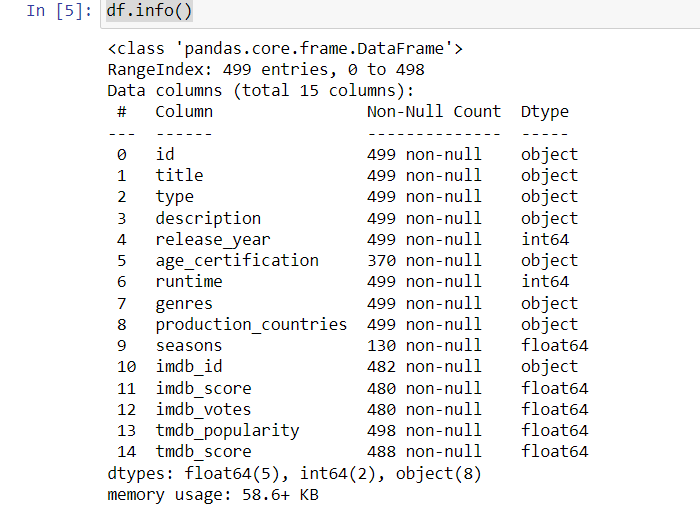 In [5]: df.info()
<class 'pandas.core.frame.DataFrame'>
RangeIndex: 499 entries, 0 to 498
Data columns (total 15 columns):
 #   Column                Non-Null Count  Dtype
---  ------                --------------  -----
 0   id                    499 non-null    object
 1   title                 499 non-null    object
 2   type                  499 non-null    object
 3   description           499 non-null    object
 4   release_year          499 non-null    int64
 5   age_certification     370 non-null    object
 6   runtime               499 non-null    int64
 7   genres                499 non-null    object
 8   production_countries  499 non-null    object
 9   seasons               130 non-null    float64
 10  imdb_id               482 non-null    object
 11  imdb_score            480 non-null    float64
 12  imdb_votes            480 non-null    float64
 13  tmdb_popularity       498 non-null    float64
 14  tmdb_score            488 non-null    float64
dtypes: float64(5), int64(2), object(8)
memory usage: 58.6+ KB